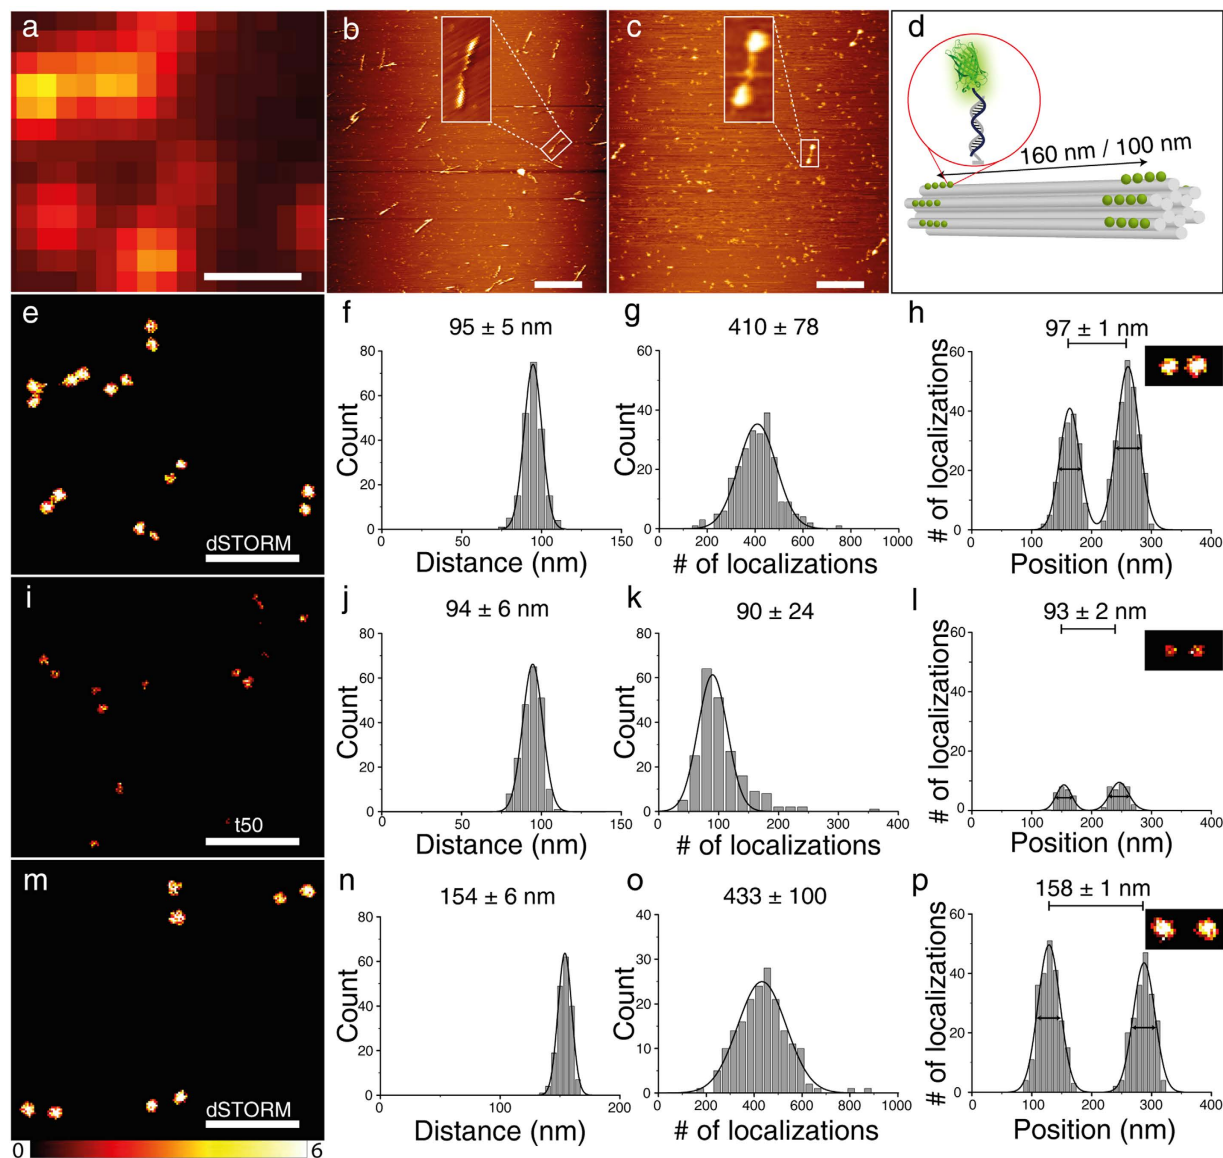 a
b
c
d
160 nm / 100 nm
e
dSTORM
f
95 ± 5 nm
Count
80
60
40
20
0
0 50 100 150
Distance (nm)
g
410 ± 78
Count
60
40
20
0
0 200 400 600 800 1000
# of localizations
h
97 ± 1 nm
# of localizations
60
40
20
0
0 100 200 300 400
Position (nm)
i
t50
j
94 ± 6 nm
Count
80
60
40
20
0
0 50 100 150
Distance (nm)
k
90 ± 24
Count
80
60
40
20
0
0 100 200 300 400
# of localizations
l
93 ± 2 nm
# of localizations
60
40
20
0
0 100 200 300 400
Position (nm)
m
dSTORM
0 6
n
154 ± 6 nm
Count
80
60
40
20
0
0 100 200
Distance (nm)
o
433 ± 100
Count
40
30
20
10
0
0 200 400 600 800 1000
# of localizations
p
158 ± 1 nm
# of localizations
60
40
20
0
0 100 200 300 400
Position (nm)